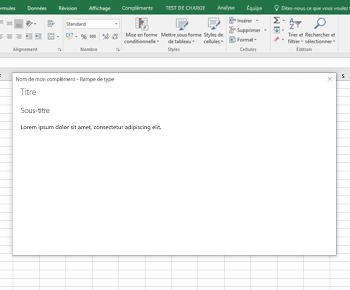 ormules Données Révision Affichage Compléments TEST DE CHARGE Analyse Équipe Dites-nous ce que vous voulez f
Standard Insérer
Supprimer
Mise en forme conditionnelle Mettre sous forme de tableau Styles de cellules Format Trier et filtrer Rechercher et sélectionner
Alignement Nombre Styles Cellules Édition
S
Nom de mon complément - Rampe de type
Titre
Sous-titre
Lorem ipsum dolor sit amet, consectetur adipiscing elit.